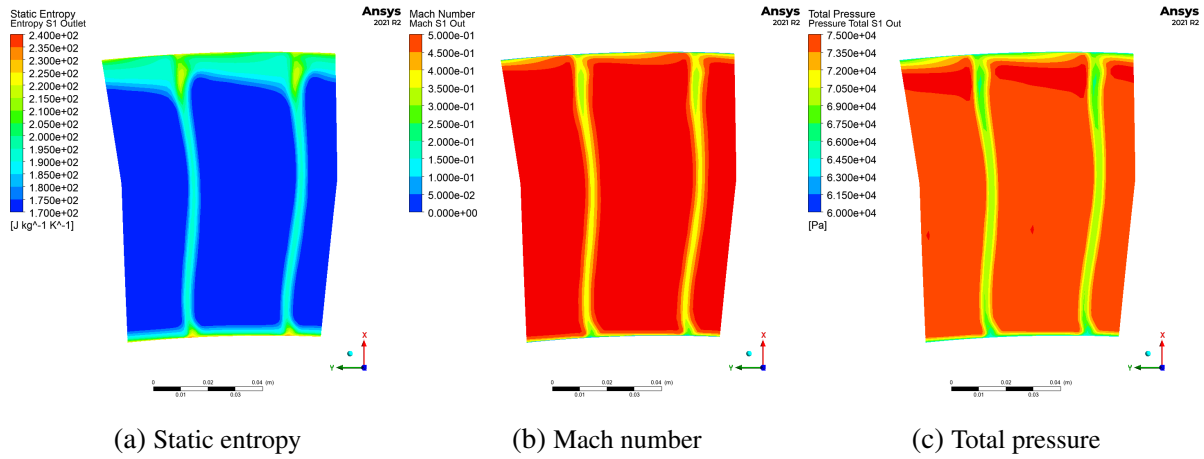 Static Entropy
Entropy S1 Outlet
2.400e+02
2.350e+02
2.300e+02
2.250e+02
2.200e+02
2.150e+02
2.100e+02
2.050e+02
2.000e+02
1.950e+02
1.900e+02
1.850e+02
1.800e+02
1.750e+02
1.700e+02
[J kg^-1 K^-1]
Ansys
2021 R2
X
Y
0 0.02 0.04 (m)
0.01 0.03
(a) Static entropy
Mach Number
Mach S1 Out
5.000e-01
4.500e-01
4.000e-01
3.500e-01
3.000e-01
2.500e-01
2.000e-01
1.500e-01
1.000e-01
5.000e-02
0.000e+00
Ansys
2021 R2
X
Y
0 0.02 0.04 (m)
0.01 0.03
(b) Mach number
Total Pressure
Pressure Total S1 Out
7.500e+04
7.350e+04
7.200e+04
7.050e+04
6.900e+04
6.750e+04
6.600e+04
6.450e+04
6.300e+04
6.150e+04
6.000e+04
[Pa]
Ansys
2021 R2
X
Y
0 0.02 0.04 (m)
0.01 0.03
(c) Total pressure